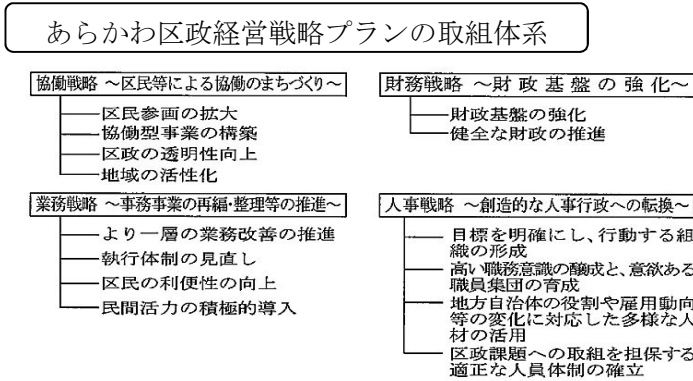 あらかわ区政経営戦略プランの取組体系
協働戦略 ~区民等による協働のまちづくり~
区民参画の拡大
協働型事業の構築
区政の透明性向上
地域の活性化
財務戦略 ~財政基盤の強化~
財政基盤の強化
健全な財政の推進
業務戦略 ~事務事業の再編・整理等の推進~
より一層の業務改善の推進
執行体制の見直し
区民の利便性の向上
民間活力の積極的導入
人事戦略 ~創造的な人事行政への転換~
目標を明確にし、行動する組
織の形成
高い職務意識の醸成と、意欲ある
職員集団の育成
地方自治体の役割や雇用動向
等の変化に対応した多様な人
材の活用
区政課題への取組を担保する
適正な人員体制の確立